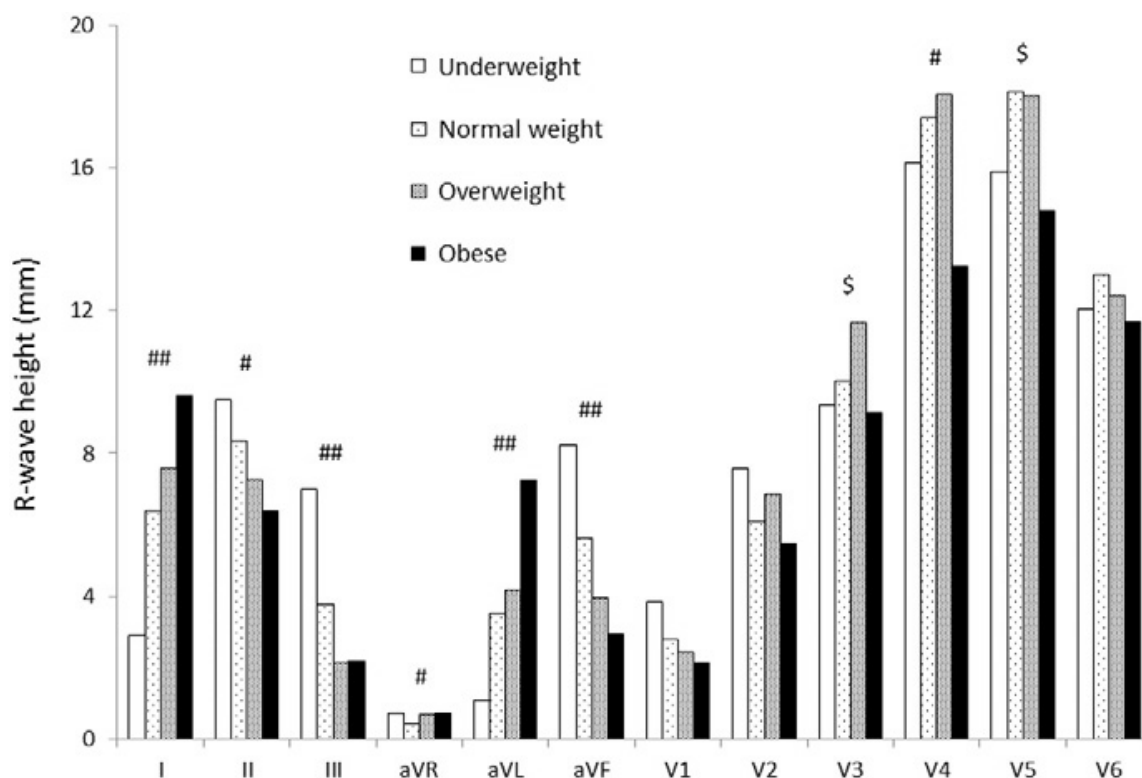 20
16
12
8
4
0
R-wave height (mm)
Underweight
Normal weight
Overweight
Obese
##
#
##
#
##
##
$
#
$
I II III aVR aVL aVF V1 V2 V3 V4 V5 V6